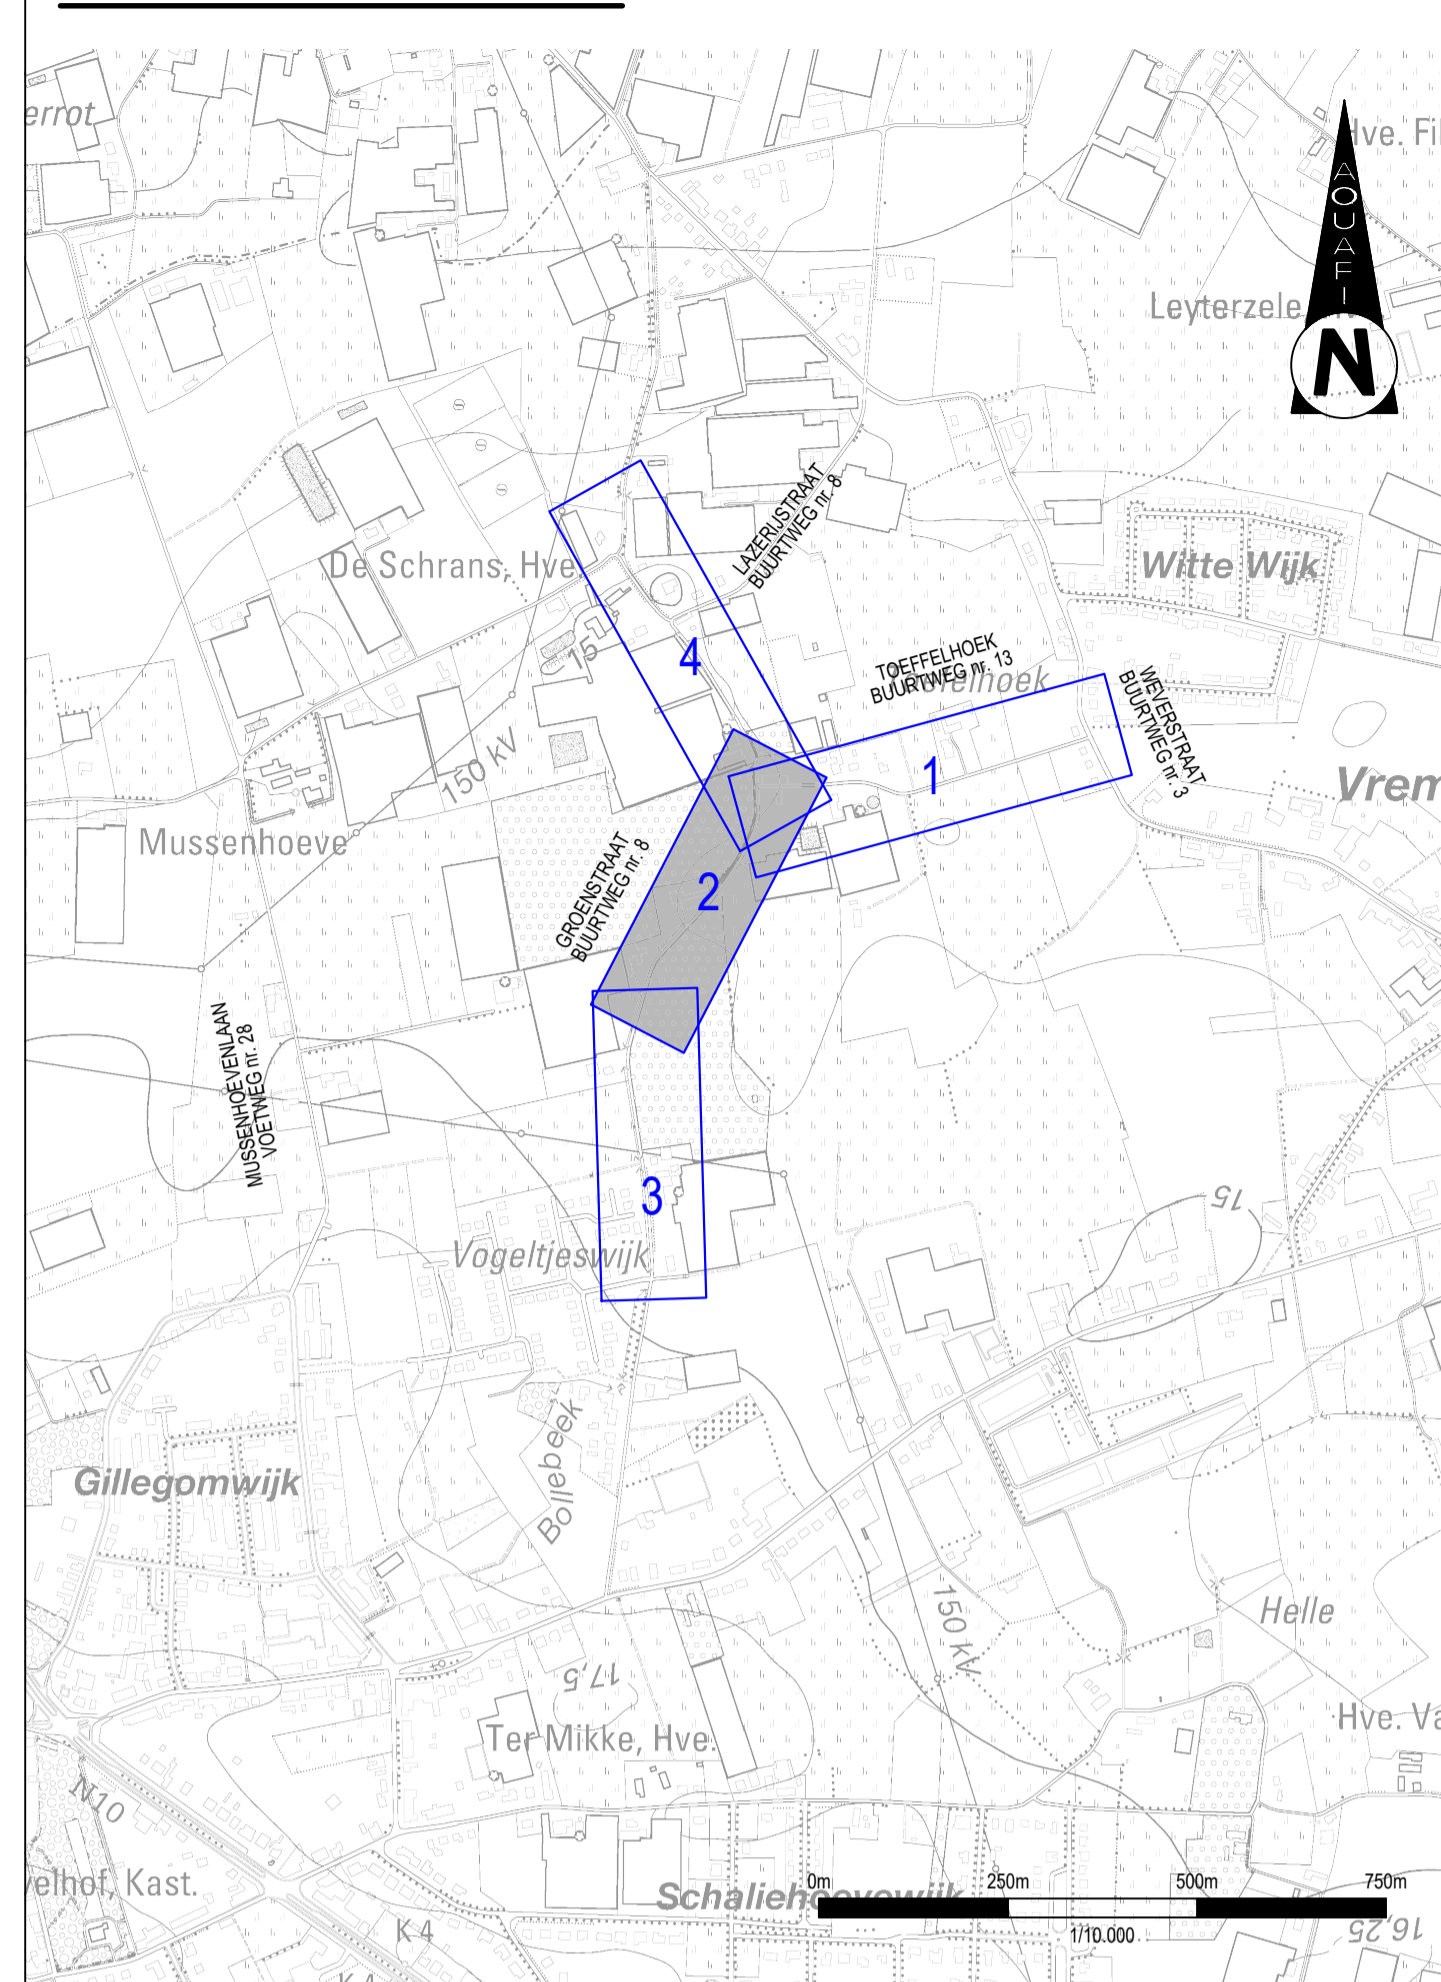 errot
Hve. Fi
AQUAFI
N
Leyterzele
LAZERIJSTRAAT
BUURTWEG nr. 8
De Schrans, Hve.
Witte Wijk
4
15
TOEFFELHOEK
BUURTWEG nr. 13
WEVERSTRAAT
BUURTWEG nr. 3
150 kV
1
Vrem
Mussenhoeve
GROENSTRAAT
BUURTWEG nr. 8
2
MUSSENHOEVENLAAN
VOETWEG nr. 28
3
15
Vogeltjeswijk
Bollebeek
Gillegomwijk
150 kV
Helle
17,5
Ter Mikke, Hve.
Hve. Va
N10
elhof, Kast.
0m 250m 500m 750m
1/10.000
K4
16,25